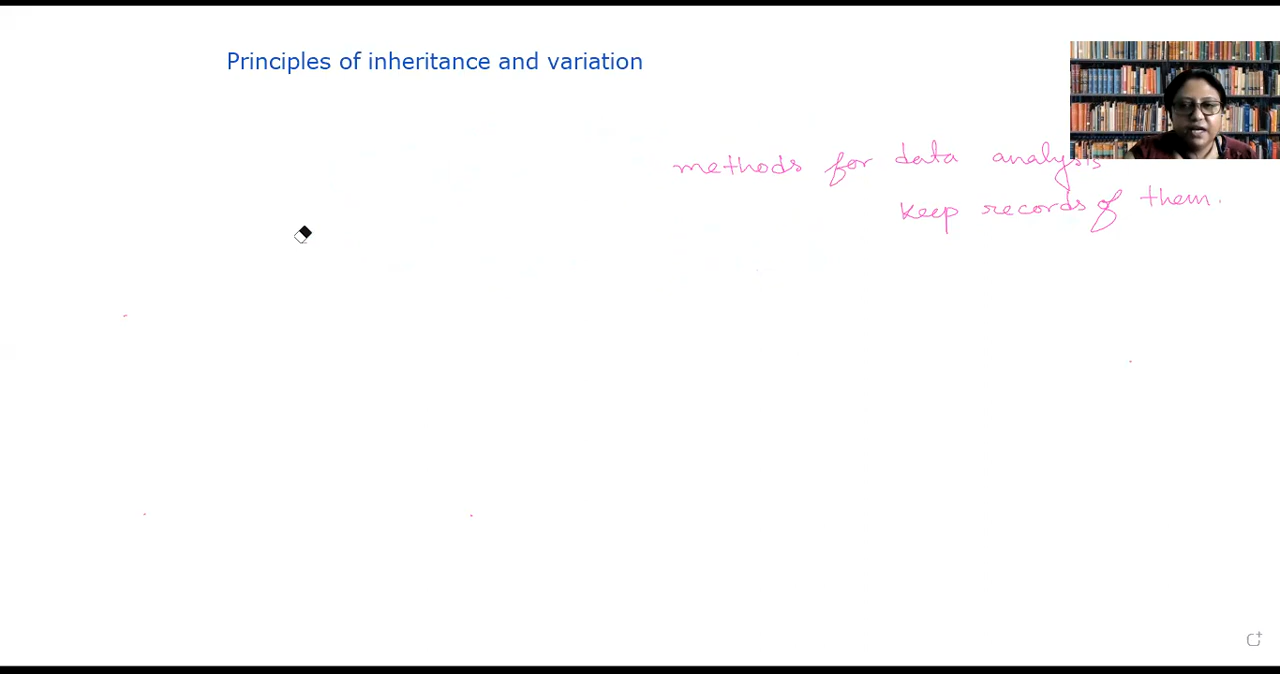 Principles of inheritance and variation
methods for data analysis
keep records of them.